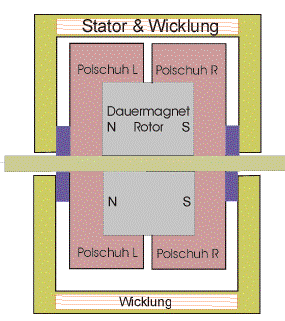 Stator & Wicklung
Polschuh L Polschuh R
Dauermagnet
N Rotor S
N S
Polschuh L Polschuh R
Wicklung